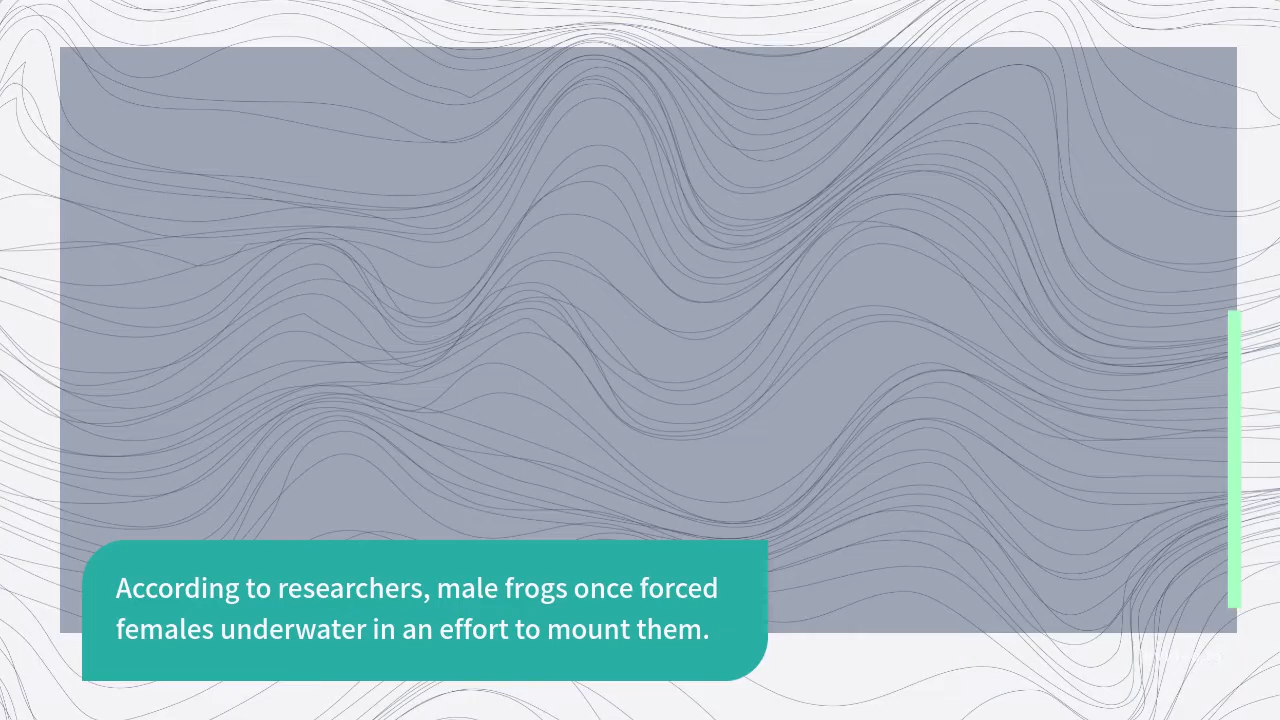 According to researchers, male frogs once forced
females underwater in an effort to mount them.